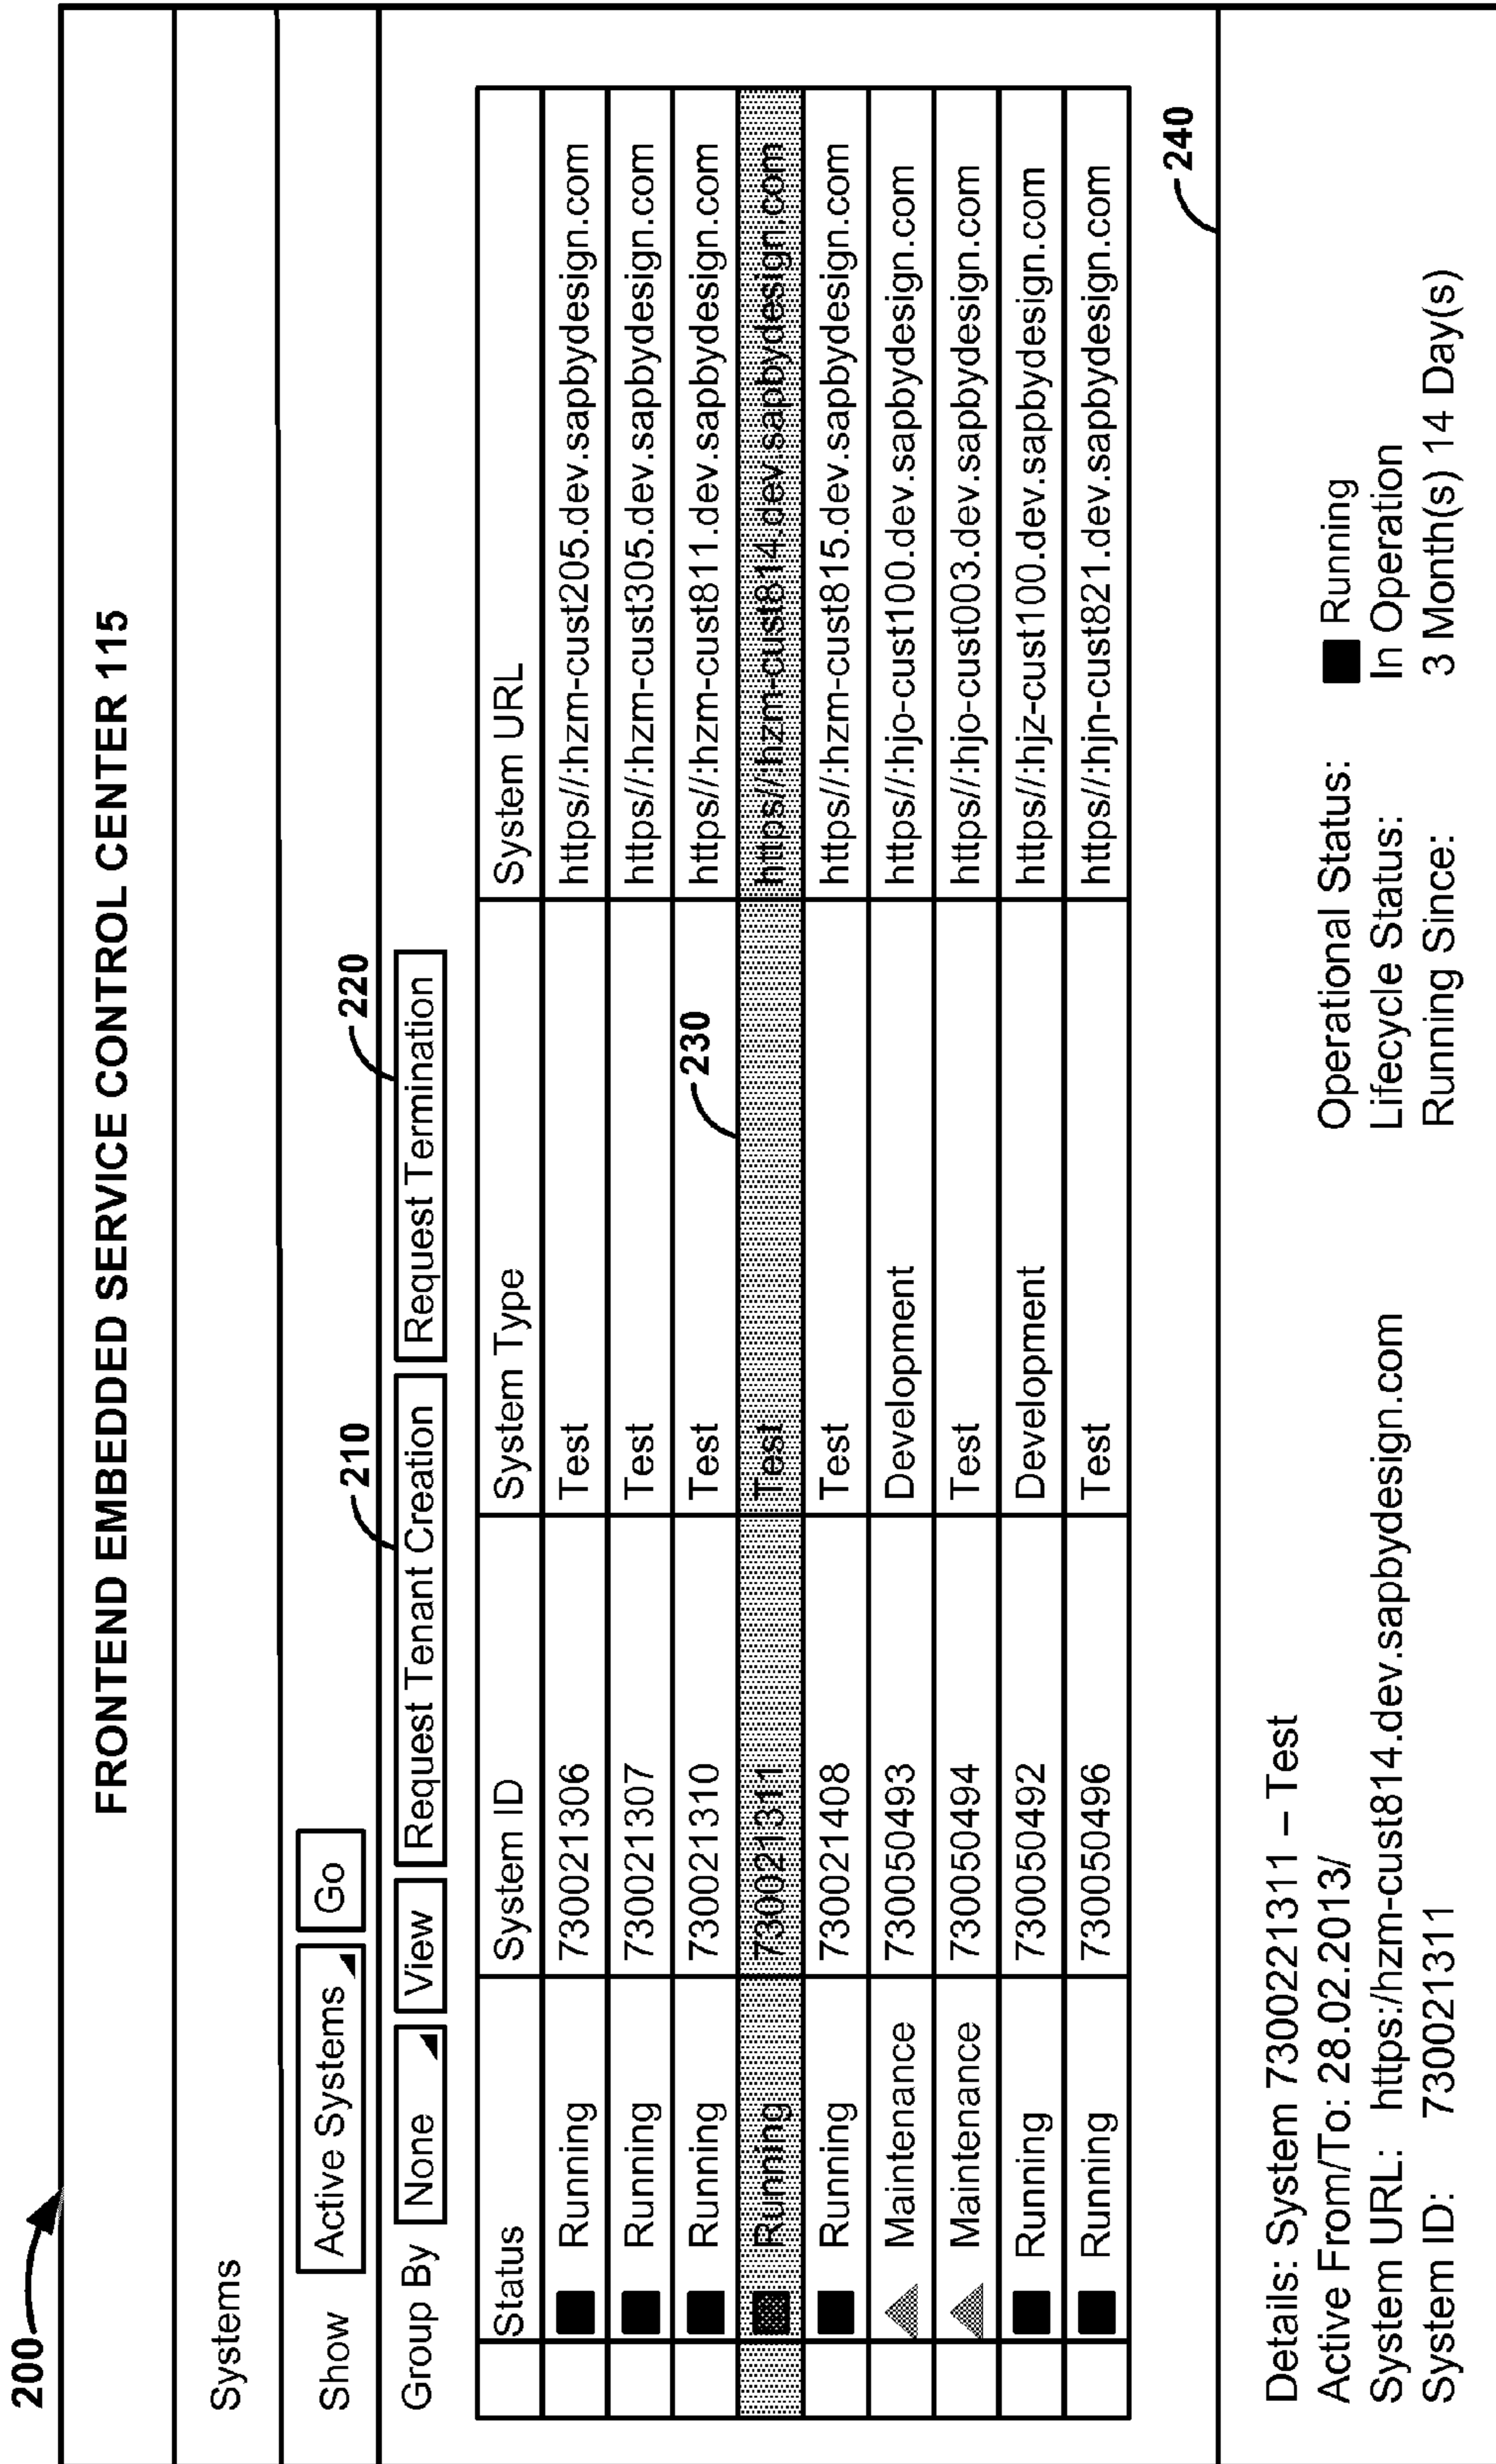 200
FRONTEND EMBEDDED SERVICE CONTROL CENTER 115
Systems
Show Active Systems Go
210
220
Group By None View Request Tenant Creation Request Termination
Status System ID System Type System URL
Running 730021306 Test https//:hzm-cust205.dev.sapbydesign.com
Running 730021307 Test https//:hzm-cust305.dev.sapbydesign.com
Running 730021310 Test https//:hzm-cust811.dev.sapbydesign.com
230
Running 730021311 Test https//:hzm-cust814.dev.sapbydesign.com
Running 730021408 Test https//:hzm-cust815.dev.sapbydesign.com
Maintenance 730050493 Development https//:hjo-cust100.dev.sapbydesign.com
Maintenance 730050494 Test https//:hjo-cust003.dev.sapbydesign.com
Running 730050492 Development https//:hjz-cust100.dev.sapbydesign.com
Running 730050496 Test https//:hjn-cust821.dev.sapbydesign.com
240
Details: System 730021311 – Test
Active From/To: 28.02.2013/ Operational Status: Running
System URL: https:/hzm-cust814.dev.sapbydesign.com Lifecycle Status: In Operation
System ID: 730021311 Running Since: 3 Month(s) 14 Day(s)